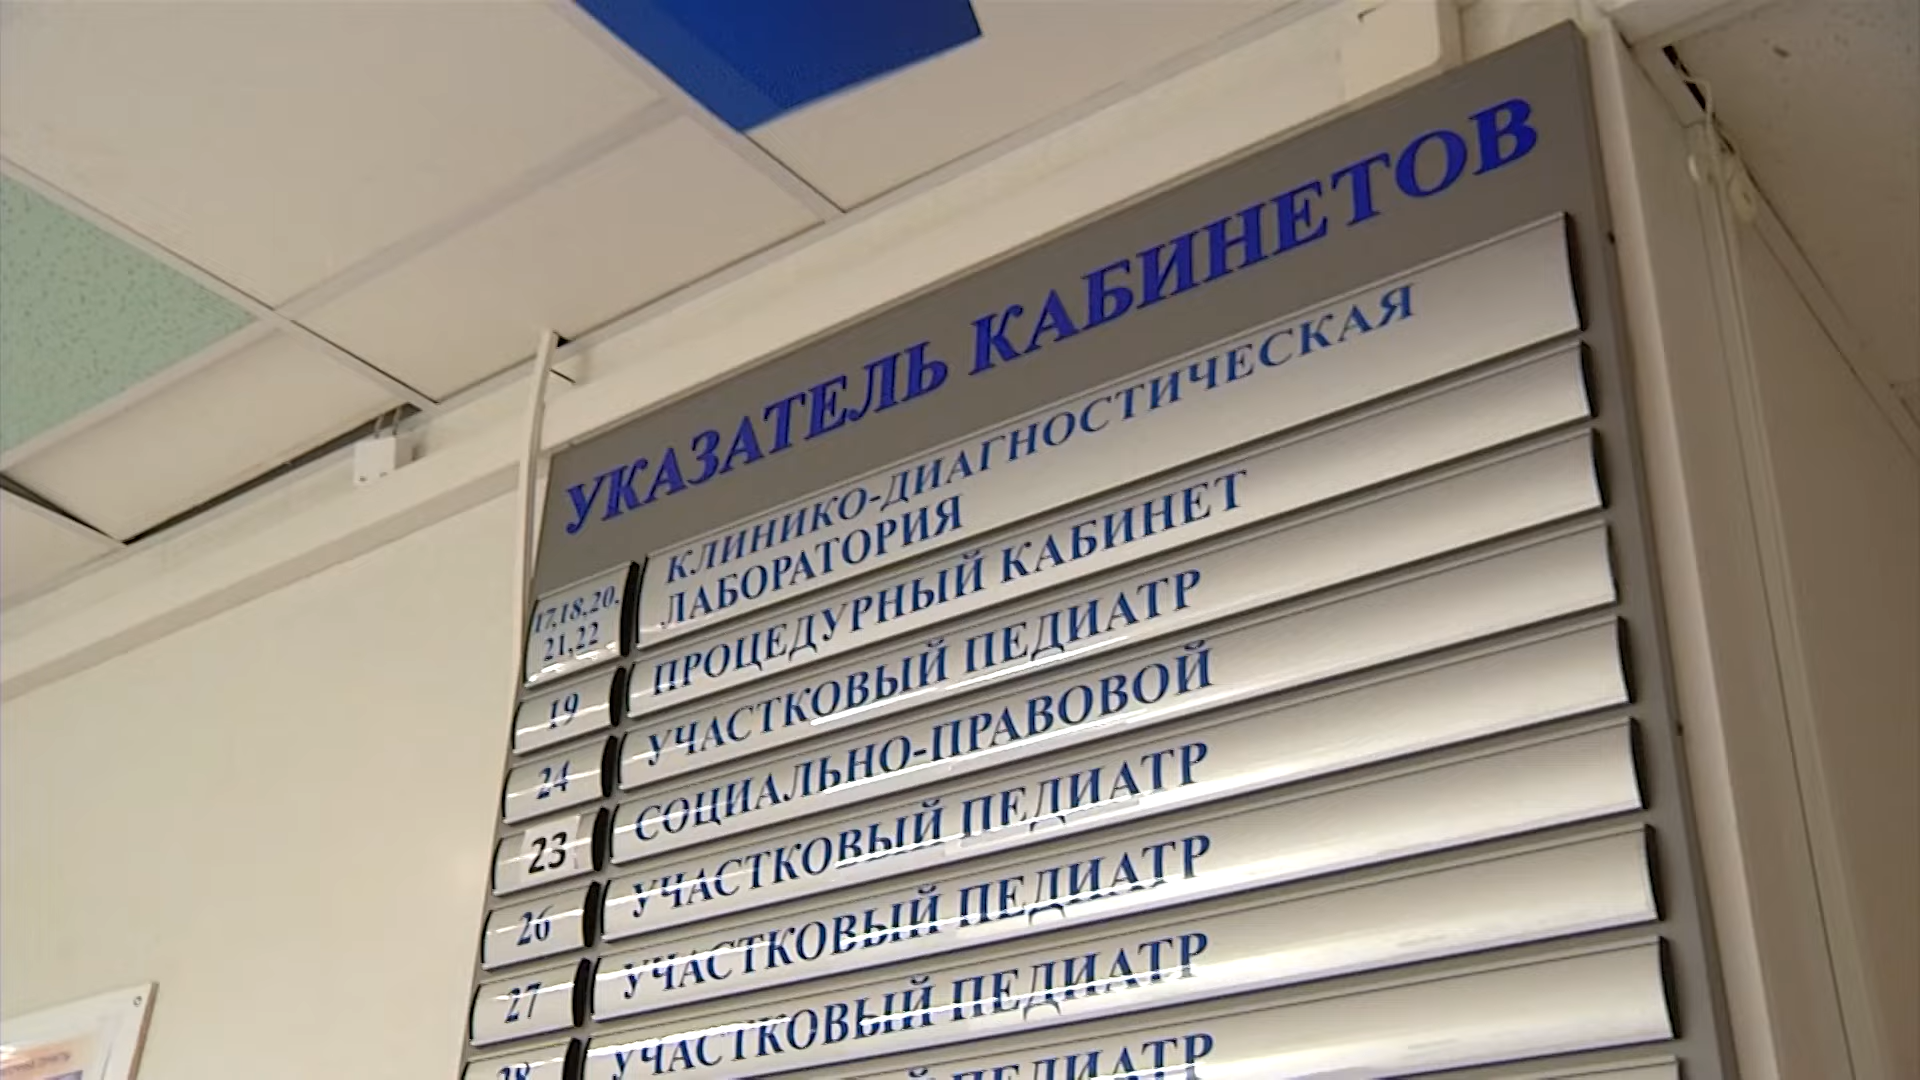 УКАЗАТЕЛЬ КАБИНЕТОВ
17,18,20, КЛИНИКО-ДИАГНОСТИЧЕСКАЯ
21,22 ЛАБОРАТОРИЯ
19 ПРОЦЕДУРНЫЙ КАБИНЕТ
24 УЧАСТКОВЫЙ ПЕДИАТР
23 СОЦИАЛЬНО-ПРАВОВОЙ
26 УЧАСТКОВЫЙ ПЕДИАТР
27 УЧАСТКОВЫЙ ПЕДИАТР
28 УЧАСТКОВЫЙ ПЕДИАТР
ПЕДИАТР